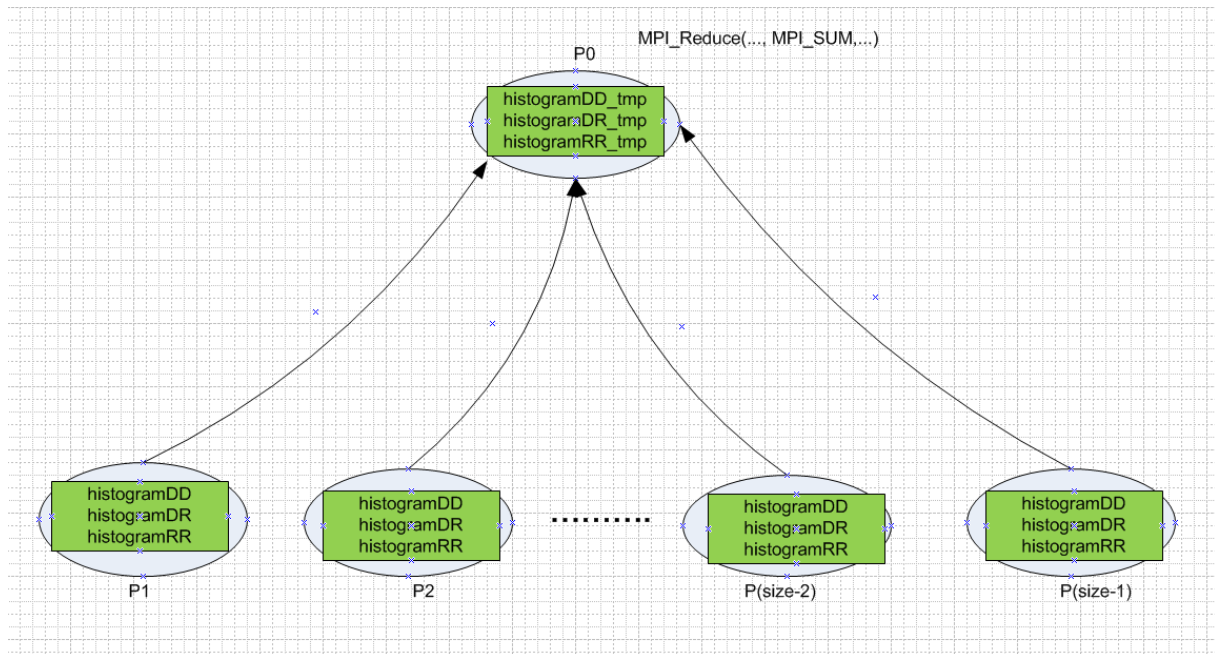 MPI_Reduce(..., MPI_SUM,...)
P0
histogramDD_tmp
histogramDR_tmp
histogramRR_tmp
histogramDD
histogramDR
histogramRR
P1
histogramDD
histogramDR
histogramRR
P2
..........
histogramDD
histogramDR
histogramRR
P(size-2)
histogramDD
histogramDR
histogramRR
P(size-1)